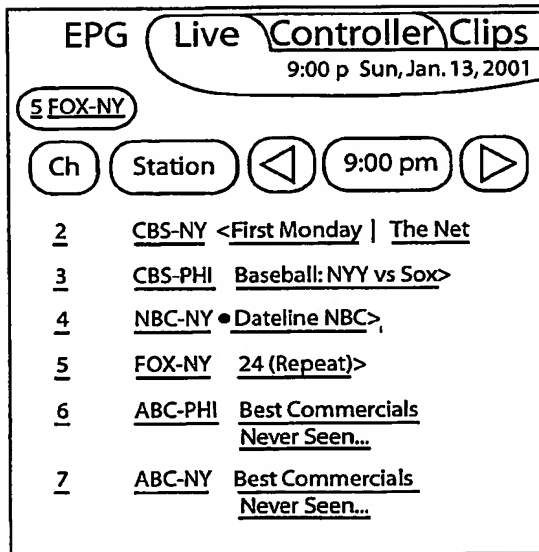 EPG Live Controller Clips
9:00 p Sun, Jan. 13, 2001
5 FOX-NY
Ch Station 9:00 pm
2 CBS-NY <First Monday | The Net
3 CBS-PHI Baseball: NYY vs Sox>
4 NBC-NY •Dateline NBC>
5 FOX-NY 24 (Repeat)>
6 ABC-PHI Best Commercials
Never Seen...
7 ABC-NY Best Commercials
Never Seen...